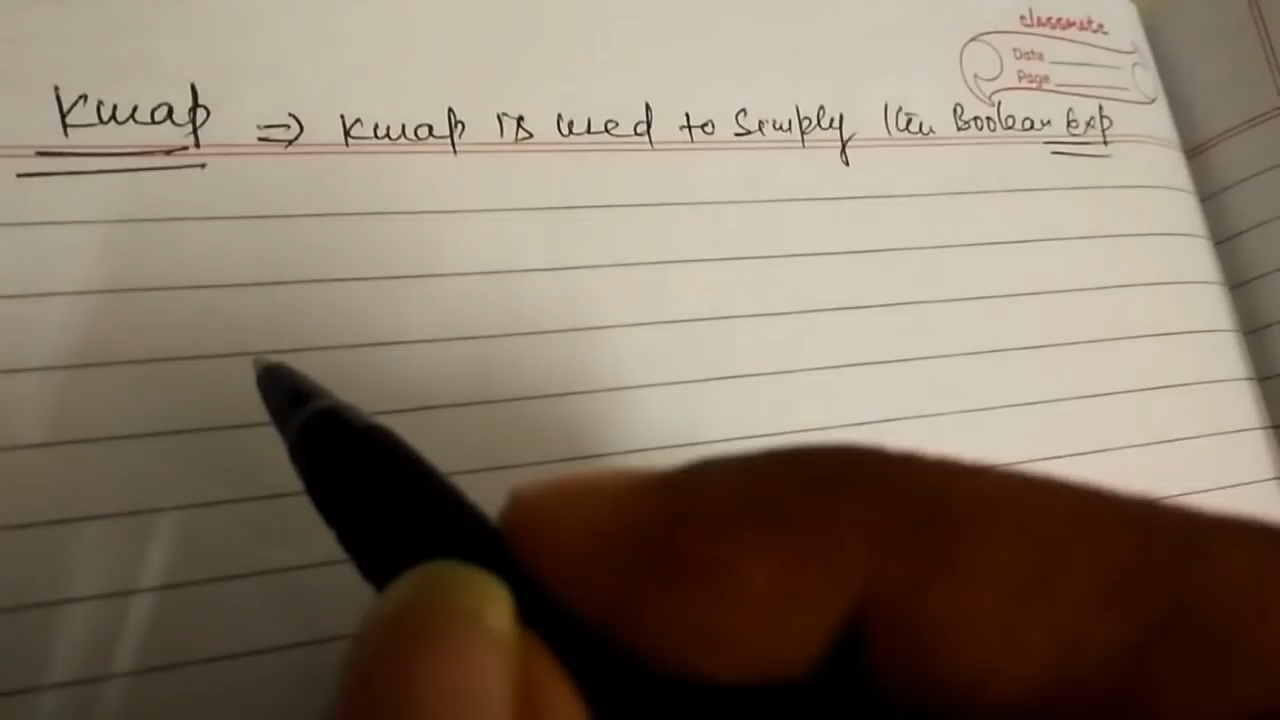 classmate
Date
Page
Kmap => Kmap is used to Simply the Boolean Exp